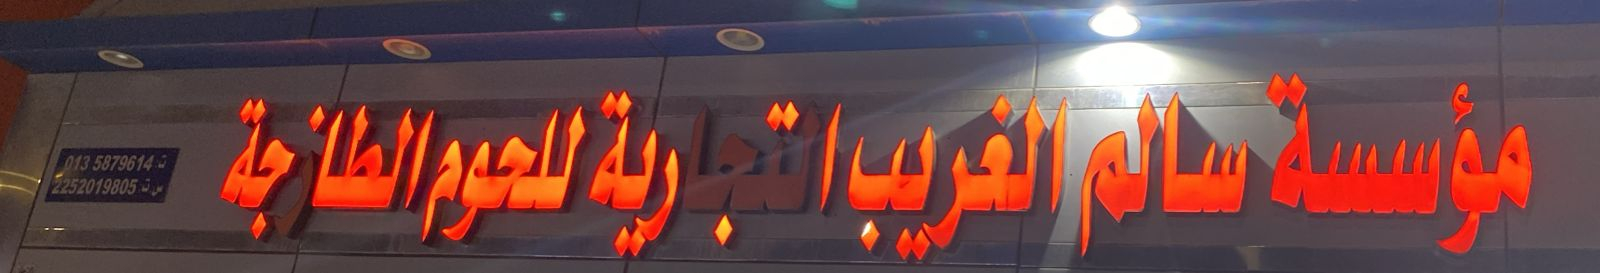 مؤسسة سالم الغريب التجارية للحوم الطازجة
ت: 013 5879614
س.ت: 2252019805